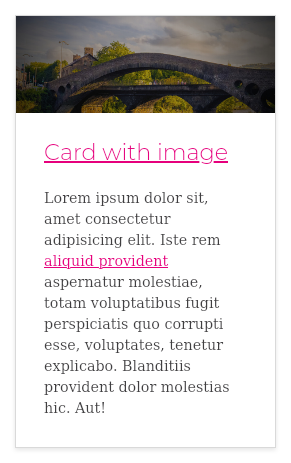 Card with image
Lorem ipsum dolor sit,
amet consectetur
adipisicing elit. Iste rem
aliquid provident
aspernatur molestiae,
totam voluptatibus fugit
perspiciatis quo corrupti
esse, voluptates, tenetur
explicabo. Blanditiis
provident dolor molestias
hic. Aut!